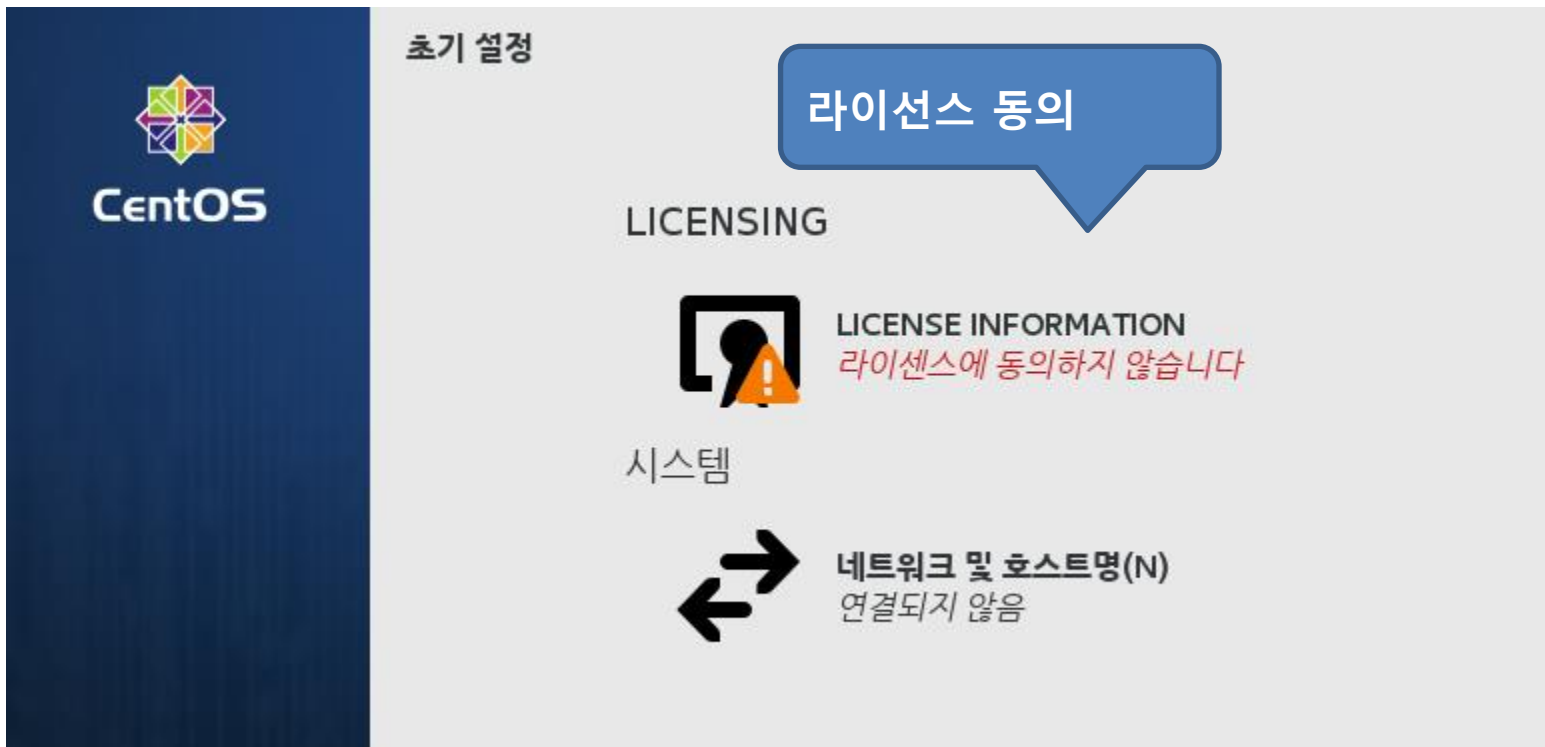 초기 설정
라이선스 동의
CentOS
LICENSING
LICENSE INFORMATION
라이센스에 동의하지 않습니다
시스템
네트워크 및 호스트명(N)
연결되지 않음